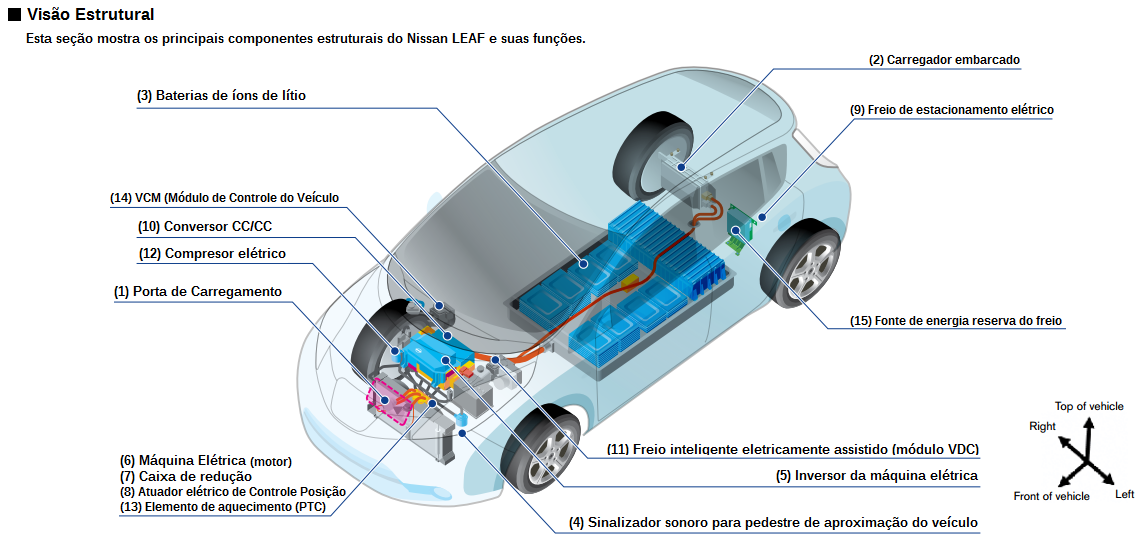 Visão Estrutural
Esta seção mostra os principais componentes estruturais do Nissan LEAF e suas funções.
(2) Carregador embarcado
(3) Baterias de íons de lítio
(9) Freio de estacionamento elétrico
(14) VCM (Módulo de Controle do Veículo
(10) Conversor CC/CC
(12) Compresor elétrico
(1) Porta de Carregamento
(15) Fonte de energia reserva do freio
Top of vehicle
Right
Front of vehicle
Left
(11) Freio inteligente eletricamente assistido (módulo VDC)
(6) Máquina Elétrica (motor)
(7) Caixa de redução
(8) Atuador elétrico de Controle Posição
(13) Elemento de aquecimento (PTC)
(5) Inversor da máquina elétrica
(4) Sinalizador sonoro para pedestre de aproximação do veículo